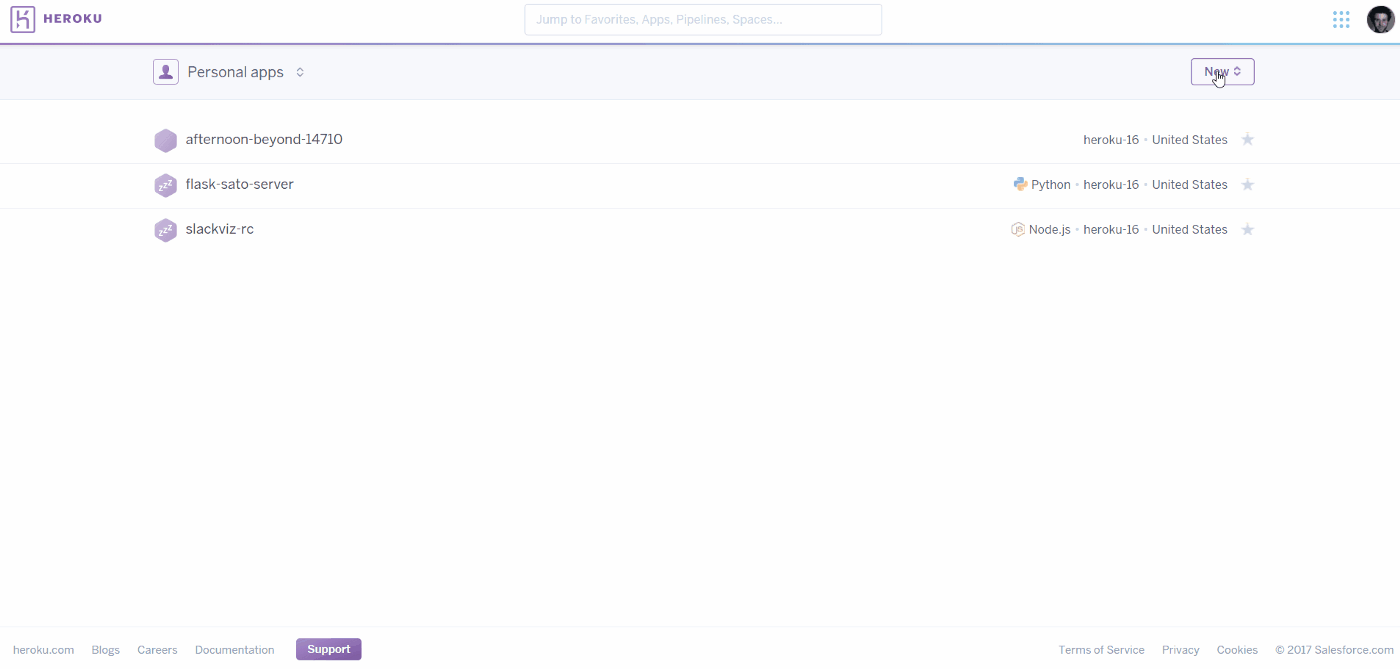 HEROKU
Jump to Favorites, Apps, Pipelines, Spaces...
Personal apps
New
afternoon-beyond-14710
heroku-16 • United States
flask-sato-server
Python • heroku-16 • United States
slackviz-rc
Node.js • heroku-16 • United States
heroku.com Blogs Careers Documentation Support Terms of Service Privacy Cookies © 2017 Salesforce.com